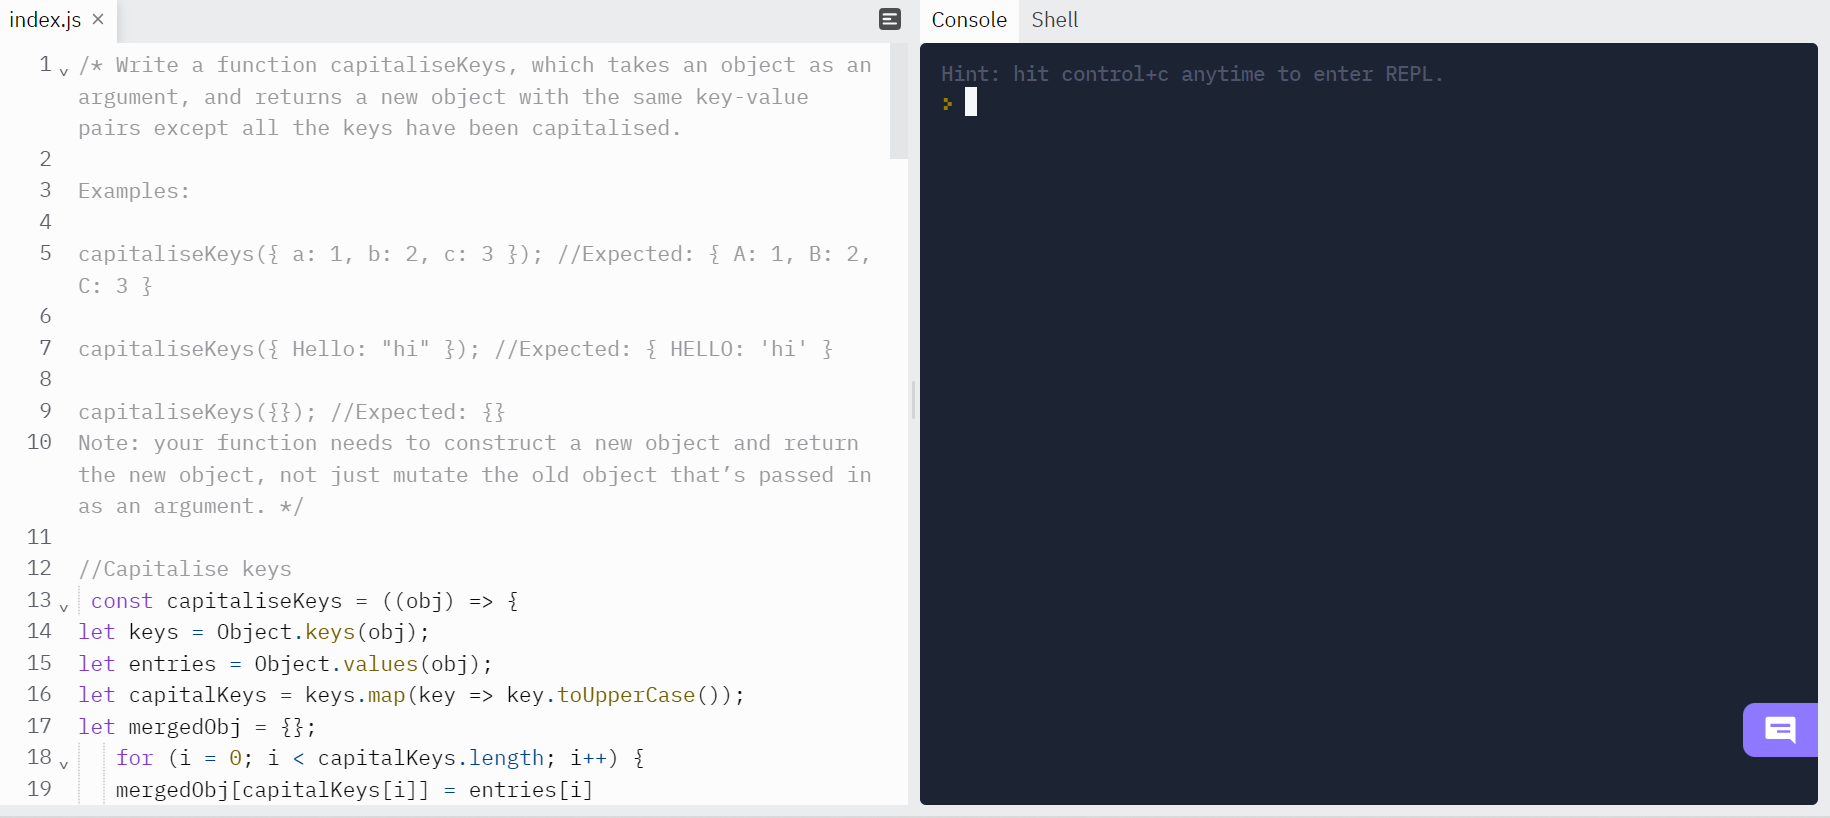 index.js ×
1 /* Write a function capitaliseKeys, which takes an object as an
argument, and returns a new object with the same key-value
pairs except all the keys have been capitalised.
2
3 Examples:
4
5 capitaliseKeys({ a: 1, b: 2, c: 3 }); //Expected: { A: 1, B: 2,
C: 3 }
6
7 capitaliseKeys({ Hello: "hi" }); //Expected: { HELLO: 'hi' }
8
9 capitaliseKeys({}); //Expected: {}
10 Note: your function needs to construct a new object and return
the new object, not just mutate the old object that’s passed in
as an argument. */
11
12 //Capitalise keys
13 const capitaliseKeys = ((obj) => {
14 let keys = Object.keys(obj);
15 let entries = Object.values(obj);
16 let capitalKeys = keys.map(key => key.toUpperCase());
17 let mergedObj = {};
18 for (i = 0; i < capitalKeys.length; i++) {
19 mergedObj[capitalKeys[i]] = entries[i]
Console Shell
Hint: hit control+c anytime to enter REPL.
>